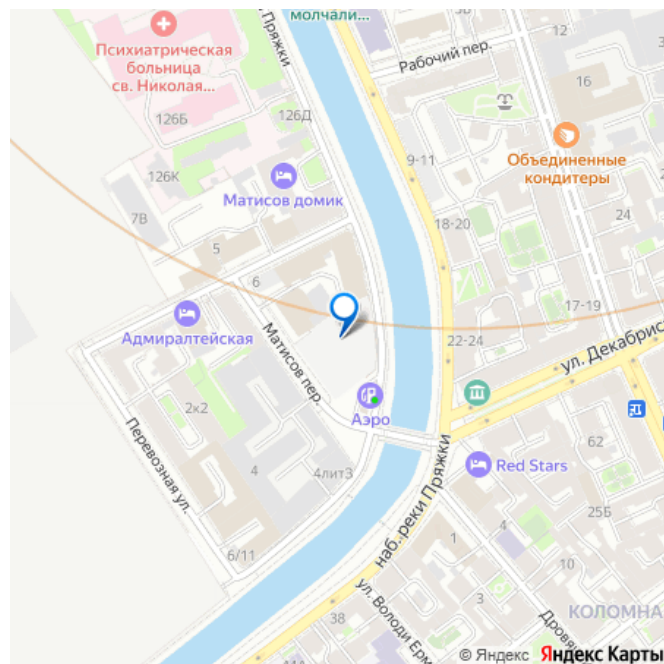 молчали...
Пряжки
Рабочий пер.
12
16
Психиатрическая
больница
св. Николая...
126Б
126Д
126К
7В
Матисов домик
9-11
Объединенные
кондитеры
18-20
24
5
6
17-19
22-24
ул. Декабрис
Адмиралтейская
Матисов пер.
Аэро
2к2
Перевозная ул.
4
4литЗ
6/11
наб. реки Пряжки
Red Stars
62
25Б
1
4
10
3
38
ул. Володи Ерм
Дровя
КОЛОМНА
© Яндекс Яндекс Карты